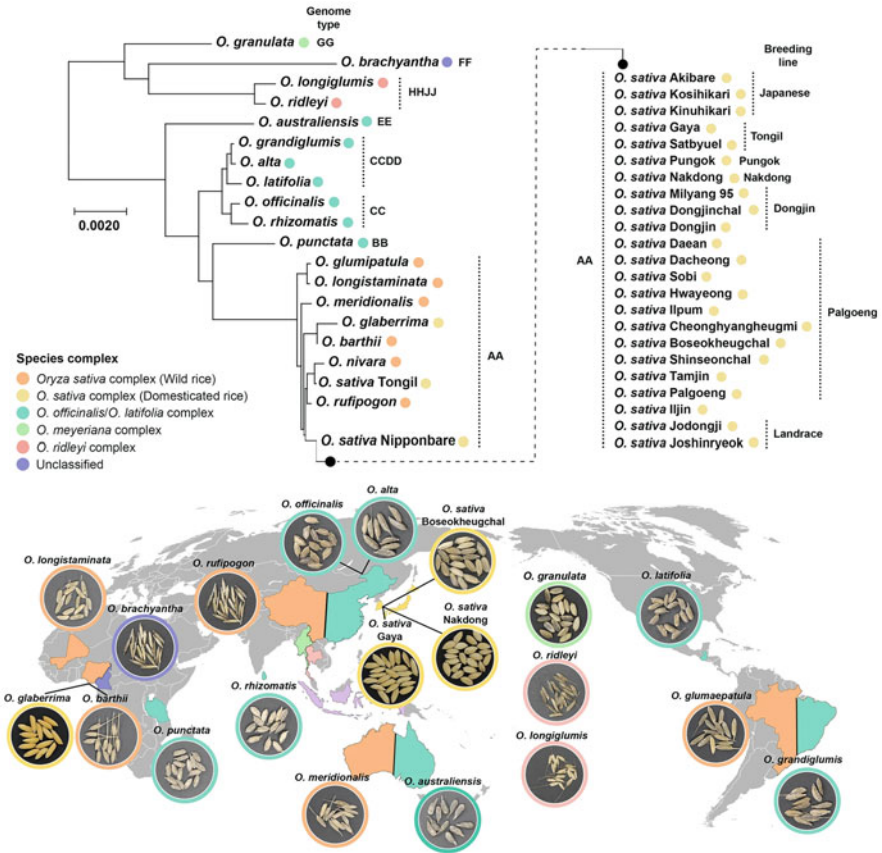 Genome
type
O. granulata GG
O. brachyantha FF
O. longiglumis
O. ridleyi
HHJJ
O. australiensis EE
O. grandiglumis
O. alta
O. latifolia
CCDD
O. officinalis
O. rhizomatis
CC
O. punctata BB
O. glumipatula
O. longistaminata
O. meridionalis
O. glaberrima
O. barthii
O. nivara
O. sativa Tongil
O. rufipogon
O. sativa Nipponbare
AA
0.0020
Species complex
Oryza sativa complex (Wild rice)
O. sativa complex (Domesticated rice)
O. officinalis/O. latifolia complex
O. meyeriana complex
O. ridleyi complex
Unclassified
Breeding
line
AA
O. sativa Akibare
O. sativa Kosihikari
O. sativa Kinuhikari
Japanese
O. sativa Gaya
O. sativa Satbyuel
Tongil
O. sativa Pungok Pungok
O. sativa Nakdong Nakdong
O. sativa Milyang 95
O. sativa Dongjinchal
O. sativa Dongjin
Dongjin
O. sativa Daean
O. sativa Dacheong
O. sativa Sobi
O. sativa Hwayeong
O. sativa Ilpum
O. sativa Cheonghyangheugmi
O. sativa Boseokheugchal
O. sativa Shinseonchal
O. sativa Tamjin
O. sativa Palgoeng
Palgoeng
O. sativa Iljin
O. sativa Jodongji
O. sativa Joshinryeok
Landrace
O. longistaminata
O. brachyantha
O. rufipogon
O. officinalis
O. alta
O. sativa
Boseokheugchal
O. sativa
Gaya
O. sativa
Nakdong
O. granulata
O. latifolia
O. glaberrima
O. barthii
O. punctata
O. rhizomatis
O. ridleyi
O. longiglumis
O. meridionalis
O. australiensis
O. glumaepatula
O. grandiglumis